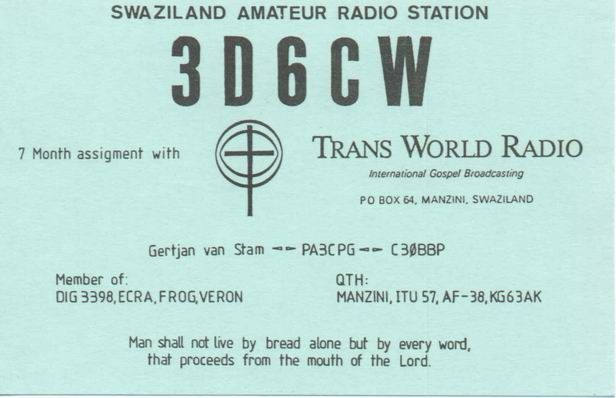 SWAZILAND AMATEUR RADIO STATION
3D6CW
7 Month assigment with
TRANS WORLD RADIO
International Gospel Broadcasting
PO BOX 64, MANZINI, SWAZILAND
Gertjan van Stam -- PA3CPG -- C30BBP
Member of:
DIG 3398, ECRA, FROG, VERON
QTH:
MANZINI, ITU 57, AF-38, KG63AK
Man shall not live by bread alone but by every word,
that proceeds from the mouth of the Lord.